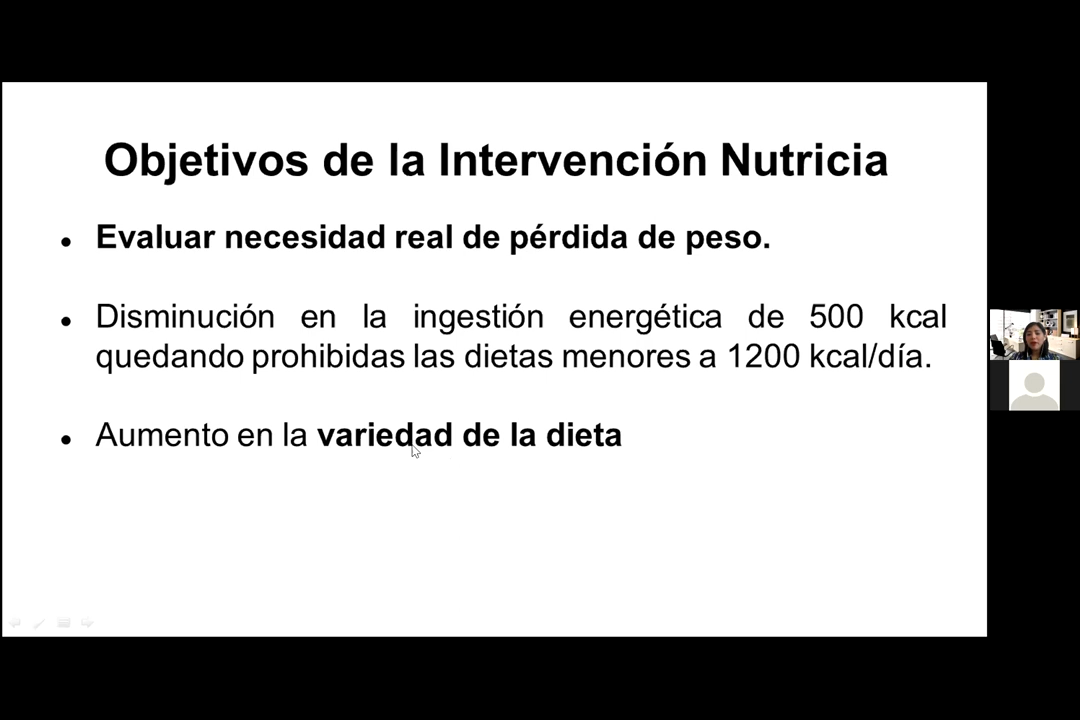 Objetivos de la Intervención Nutricia
● Evaluar necesidad real de pérdida de peso.
● Disminución en la ingestión energética de 500 kcal
quedando prohibidas las dietas menores a 1200 kcal/día.
● Aumento en la variedad de la dieta